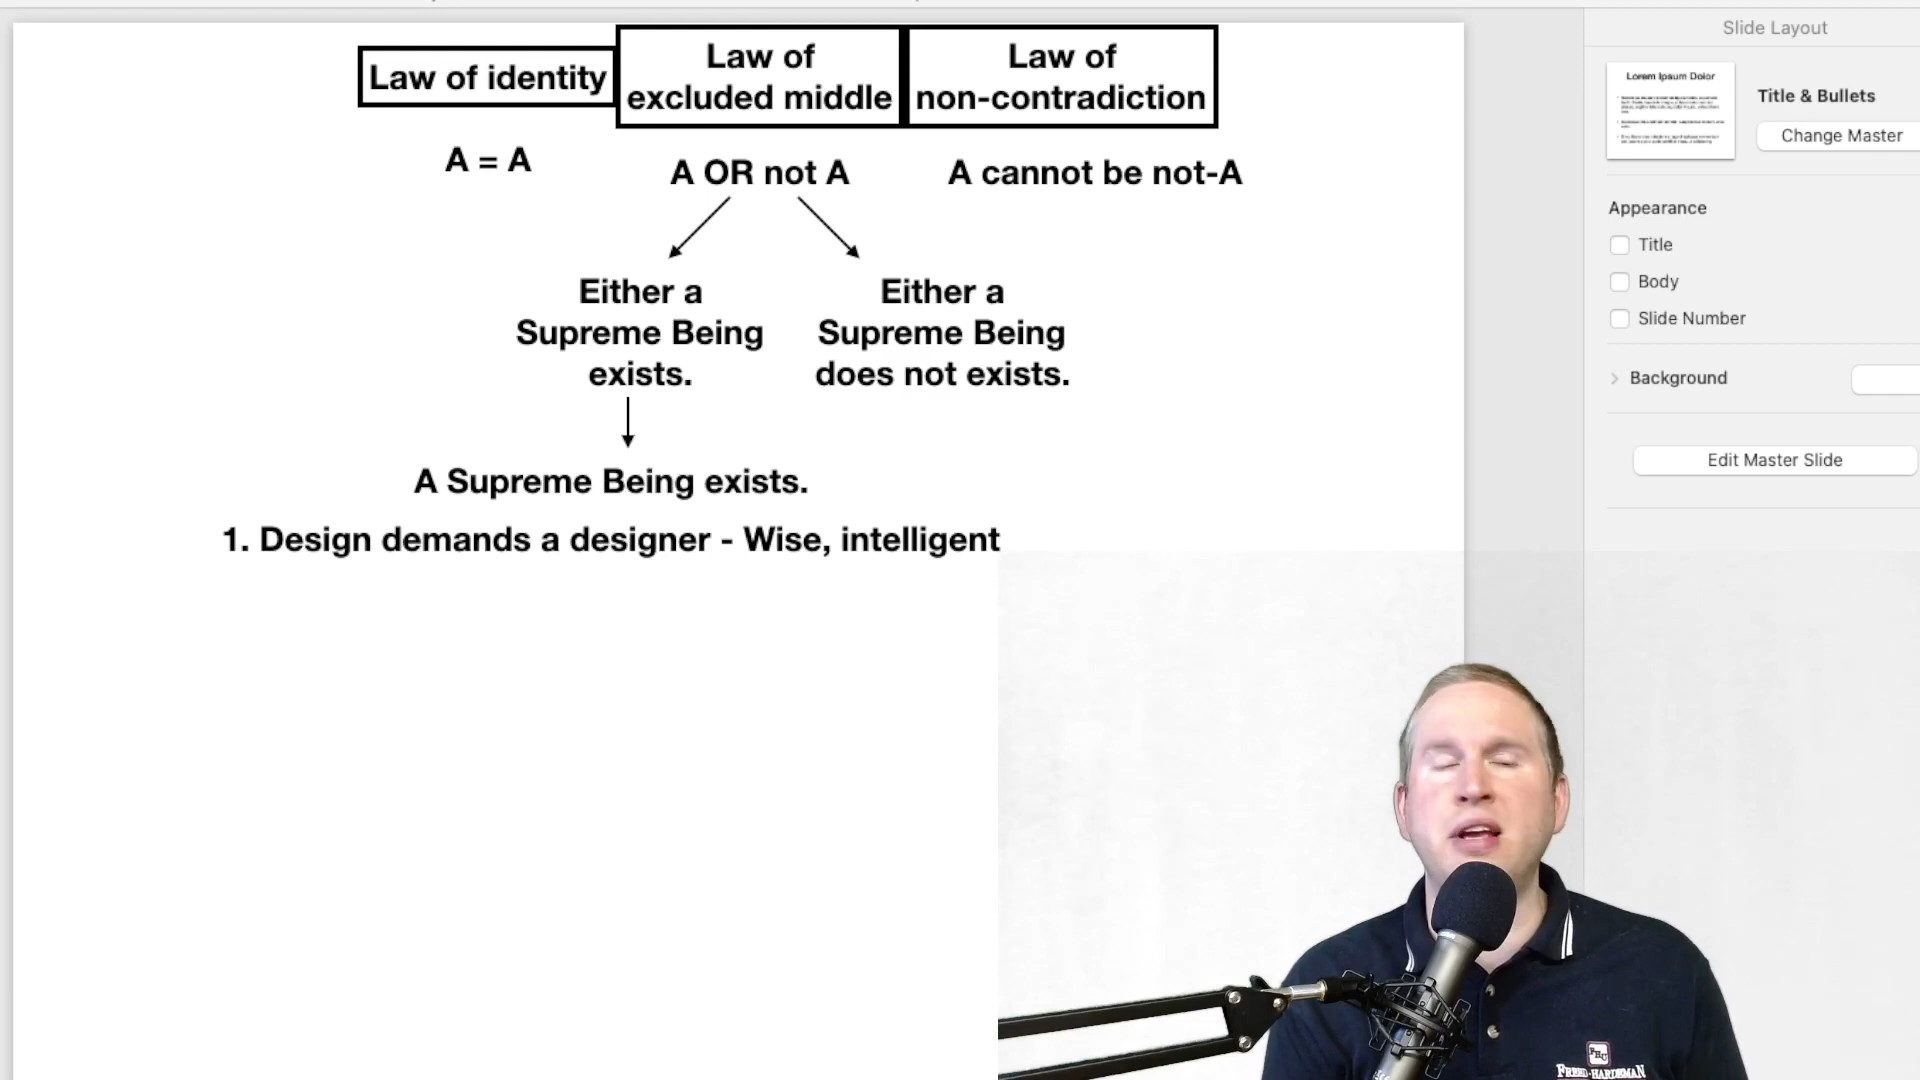 Law of identity
Law of
excluded middle
Law of
non-contradiction
A = A
A OR not A
A cannot be not-A
Either a
Supreme Being
exists.
Either a
Supreme Being
does not exists.
A Supreme Being exists.
1. Design demands a designer - Wise, intelligent
Slide Layout
Lorem Ipsum Dolor
Title & Bullets
Change Master
Appearance
Title
Body
Slide Number
Background
Edit Master Slide
FHU
FREED-HARDEMAN